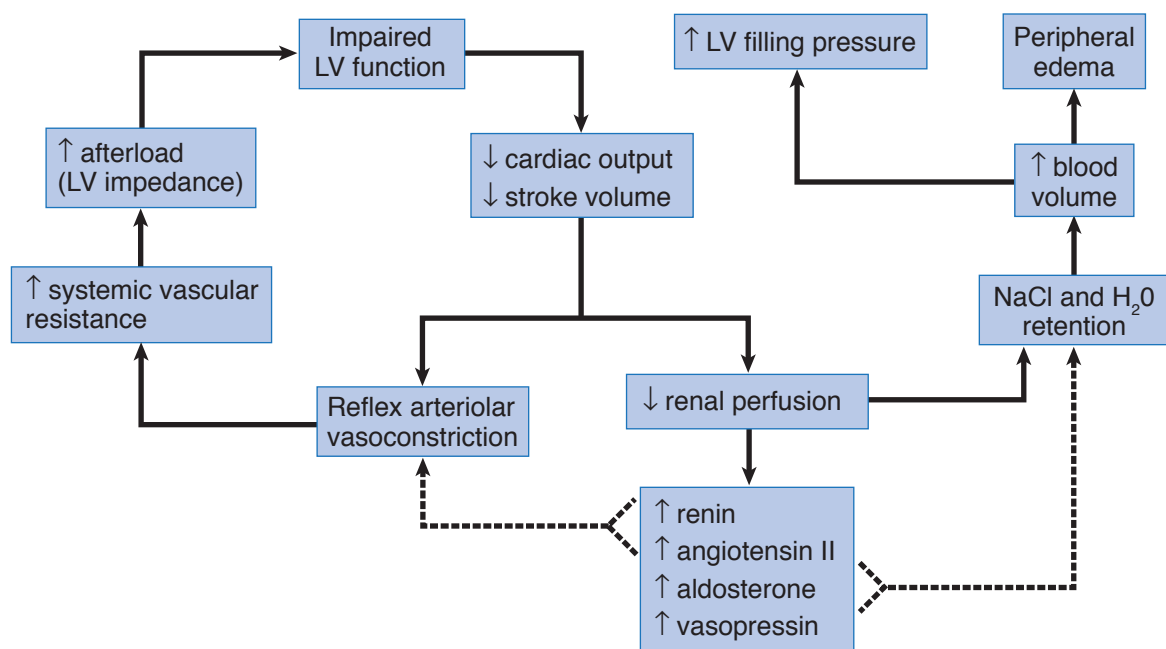 Impaired
LV function
↑ LV filling pressure
Peripheral
edema
↑ afterload
(LV impedance)
↓ cardiac output
↓ stroke volume
↑ blood
volume
↑ systemic vascular
resistance
NaCl and H₂0
retention
Reflex arteriolar
vasoconstriction
↓ renal perfusion
↑ renin
↑ angiotensin II
↑ aldosterone
↑ vasopressin